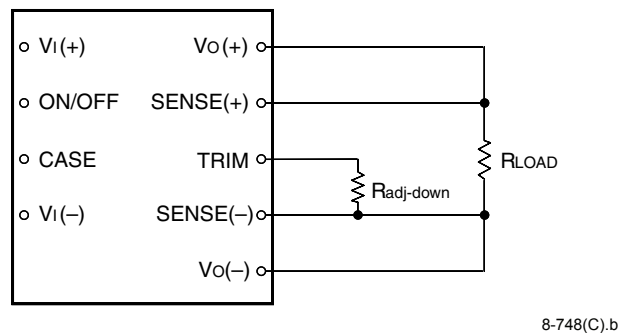 VI(+) VO(+)
ON/OFF SENSE(+)
CASE TRIM RLOAD
Radj-down
VI(–) SENSE(–)
VO(–)
8-748(C).b